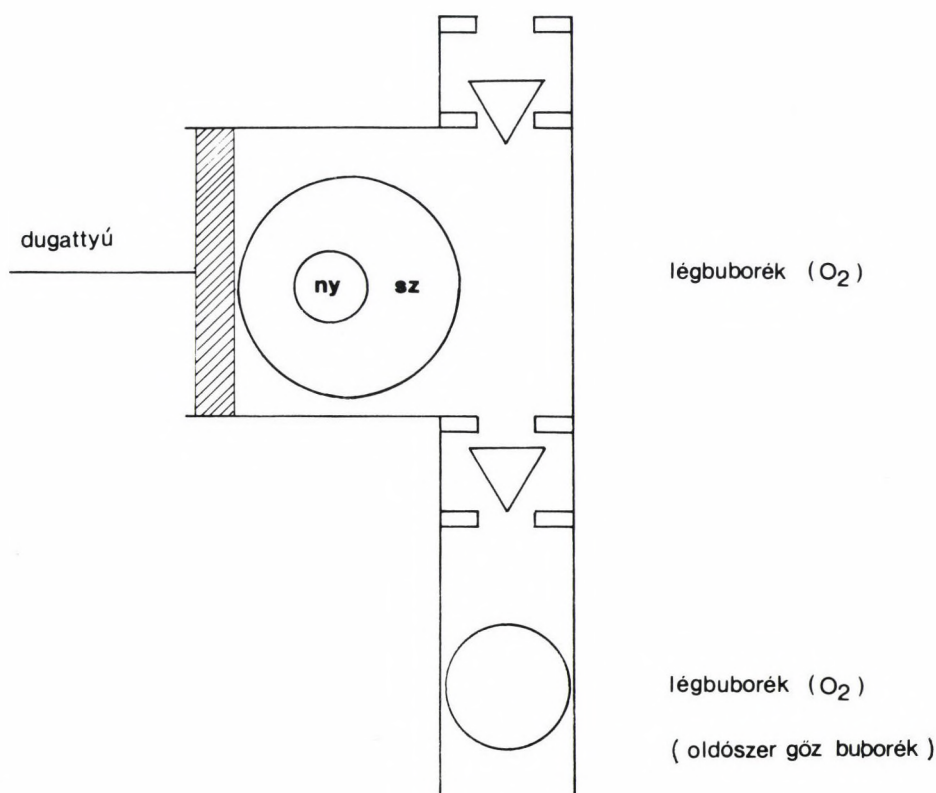 dugattyú
ny sz
légbuborék (O₂)
légbuborék (O₂)
(oldószer gőz buborék)